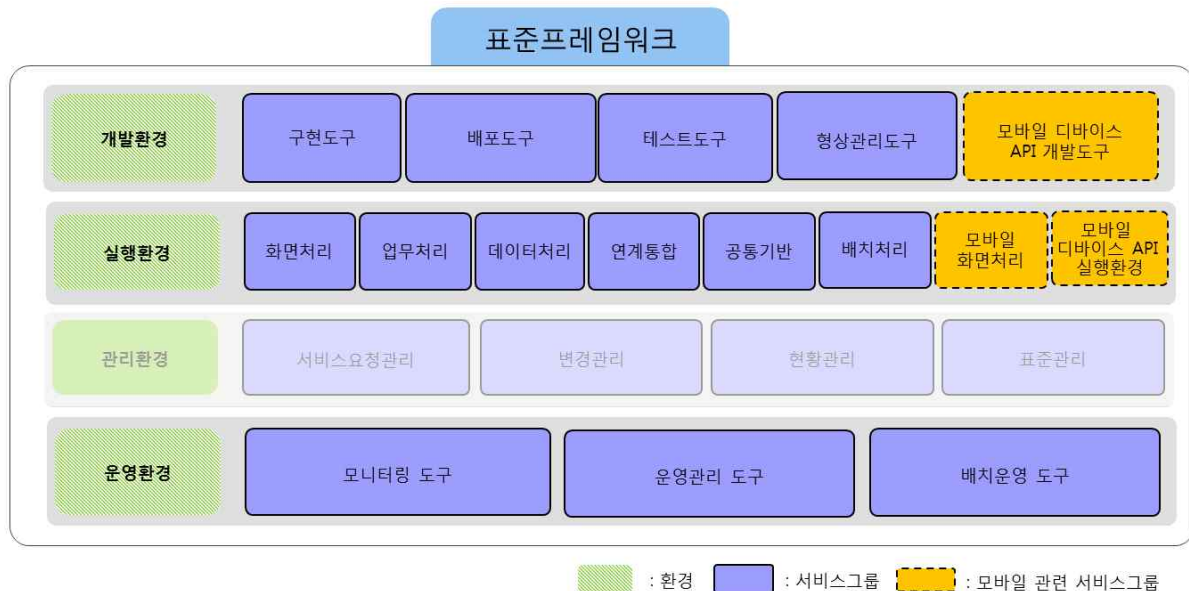 표준프레임워크
개발환경
구현도구
배포도구
테스트도구
형상관리도구
모바일 디바이스
API 개발도구
실행환경
화면처리
업무처리
데이터처리
연계통합
공통기반
배치처리
모바일
화면처리
모바일
디바이스 API
실행환경
관리환경
서비스요청관리
변경관리
현황관리
표준관리
운영환경
모니터링 도구
운영관리 도구
배치운영 도구
: 환경
: 서비스그룹
: 모바일 관련 서비스그룹